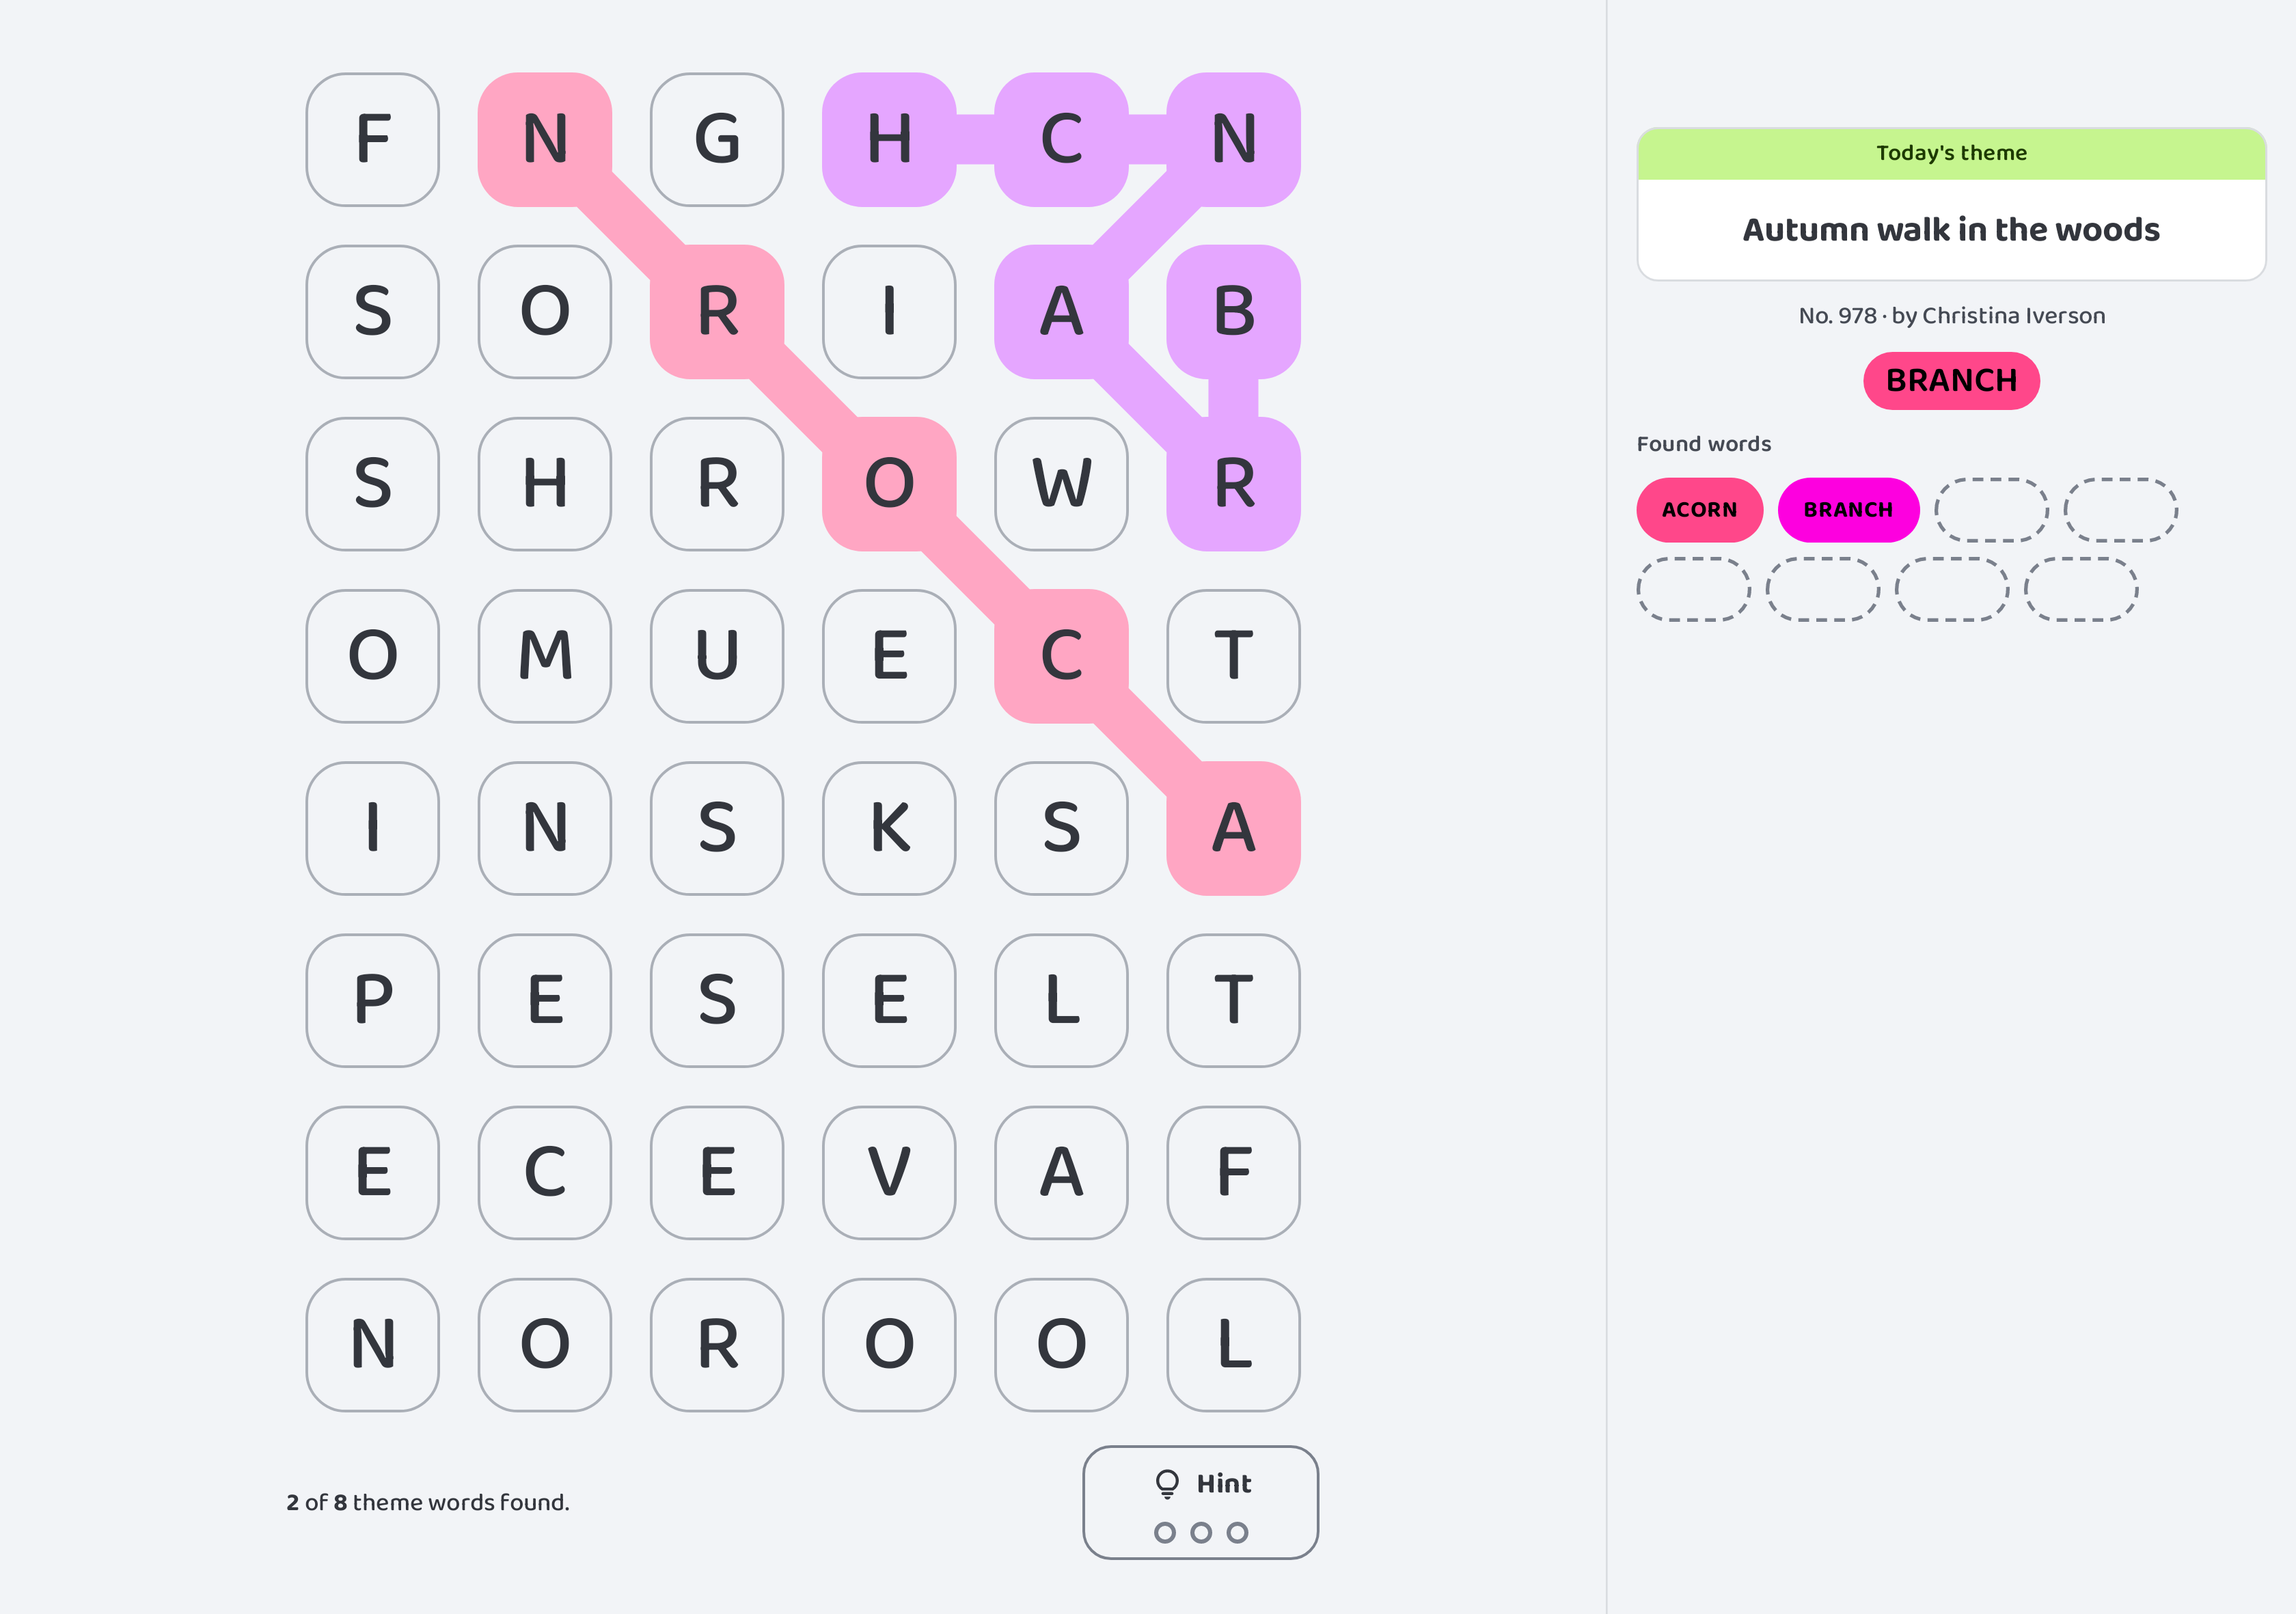 F N G H C N
S O R I A B
S H R O W R
O M U E C T
I N S K S A
P E S E L T
E C E V A F
N O R O O L
2 of 8 theme words found.
Hint
Today's theme
Autumn walk in the woods
No. 978 · by Christina Iverson
BRANCH
Found words
ACORN BRANCH